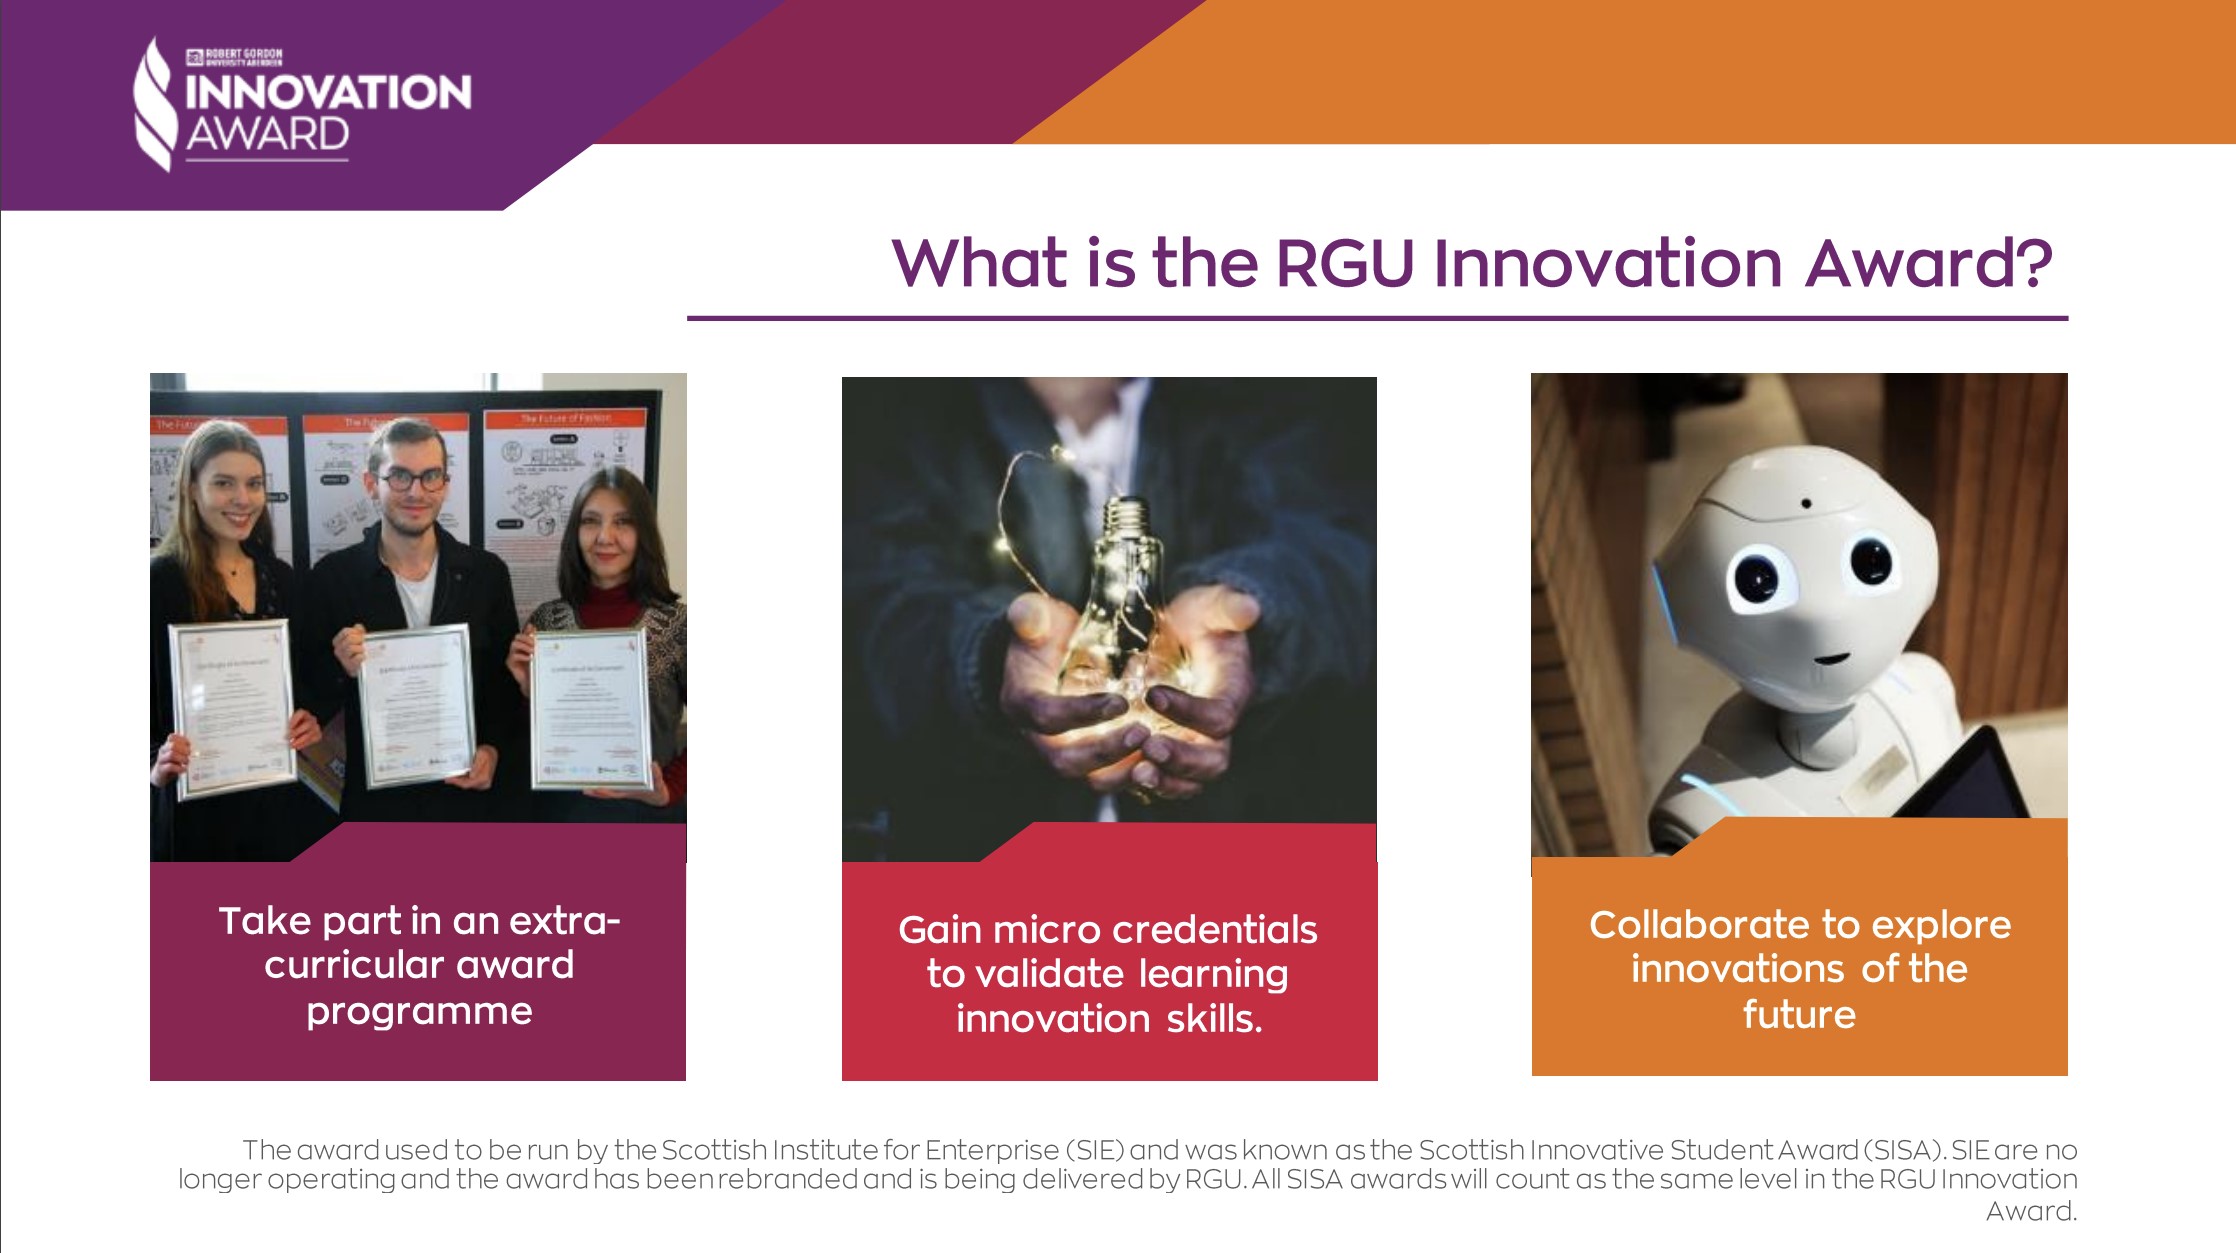 ROBERT GORDON
UNIVERSITY ABERDEEN
INNOVATION
AWARD
What is the RGU Innovation Award?
The Future of Fashion
Take part in an extra-
curricular award
programme
Gain micro credentials
to validate learning
innovation skills.
Collaborate to explore
innovations of the
future
The award used to be run by the Scottish Institute for Enterprise (SIE) and was known as the Scottish Innovative Student Award (SISA). SIE are no
longer operating and the award has been rebranded and is being delivered by RGU. All SISA awards will count as the same level in the RGU Innovation
Award.